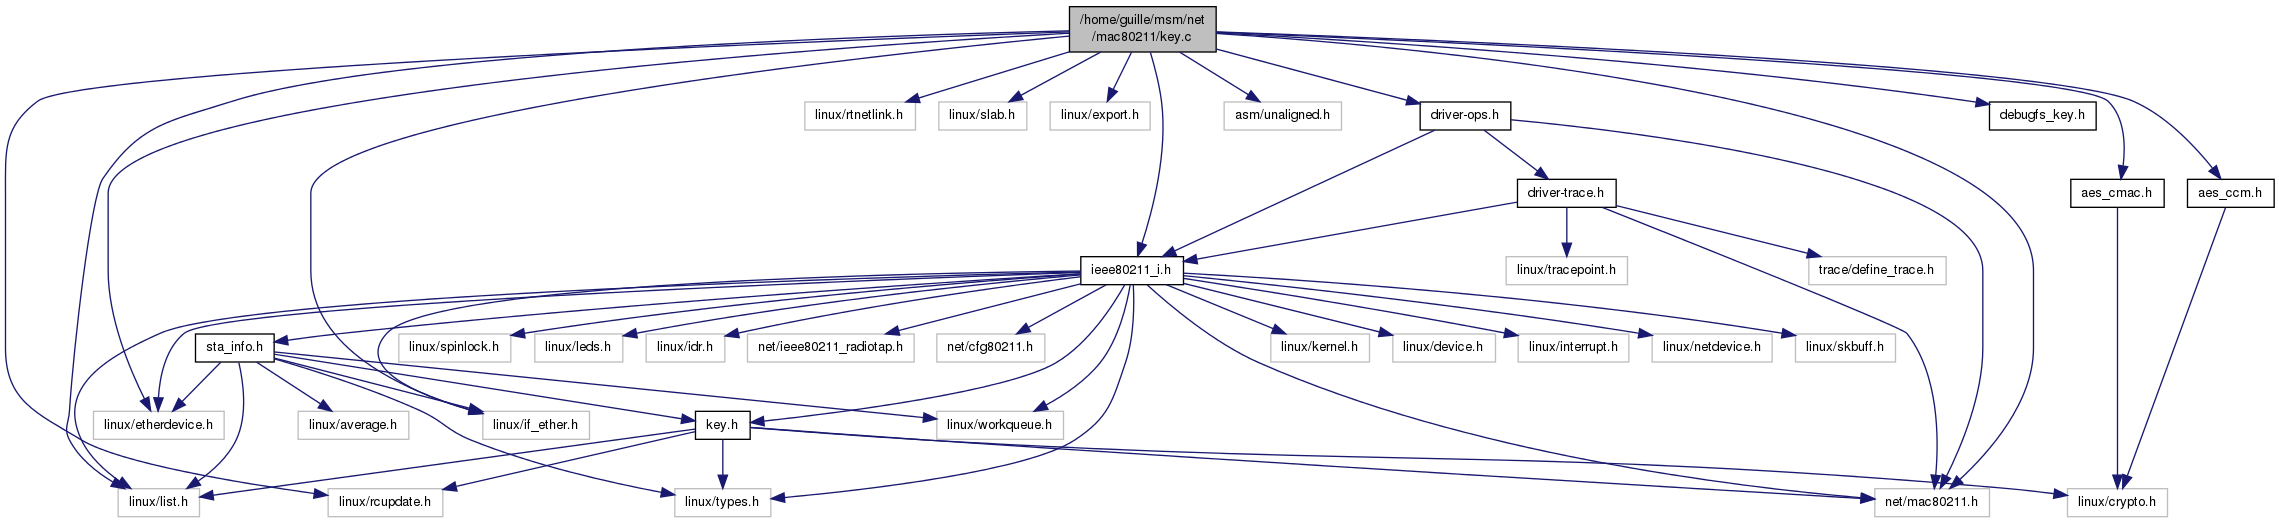 /home/guille/msm/net
/mac80211/key.c
linux/rtnetlink.h
linux/slab.h
linux/export.h
asm/unaligned.h
driver-ops.h
debugfs_key.h
driver-trace.h
aes_cmac.h
aes_ccm.h
ieee80211_i.h
linux/tracepoint.h
trace/define_trace.h
sta_info.h
linux/spinlock.h
linux/leds.h
linux/idr.h
net/ieee80211_radiotap.h
net/cfg80211.h
linux/kernel.h
linux/device.h
linux/interrupt.h
linux/netdevice.h
linux/skbuff.h
linux/etherdevice.h
linux/average.h
linux/if_ether.h
key.h
linux/workqueue.h
linux/list.h
linux/rcupdate.h
linux/types.h
net/mac80211.h
linux/crypto.h